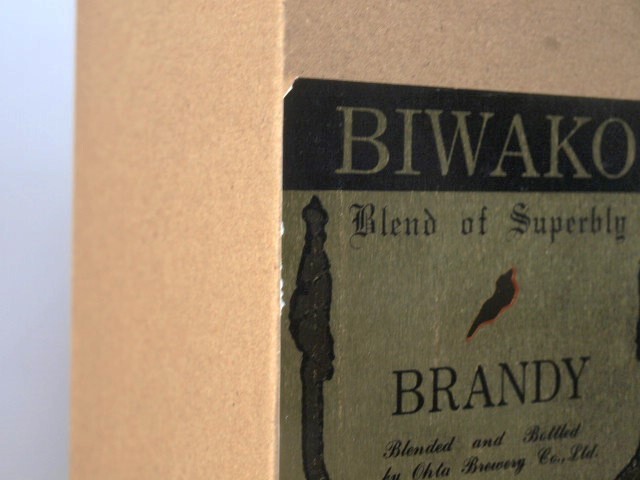 BIWAKO
Blend of Superbly
BRANDY
Blended and Bottled
by Ohta Brewery Co., Ltd.